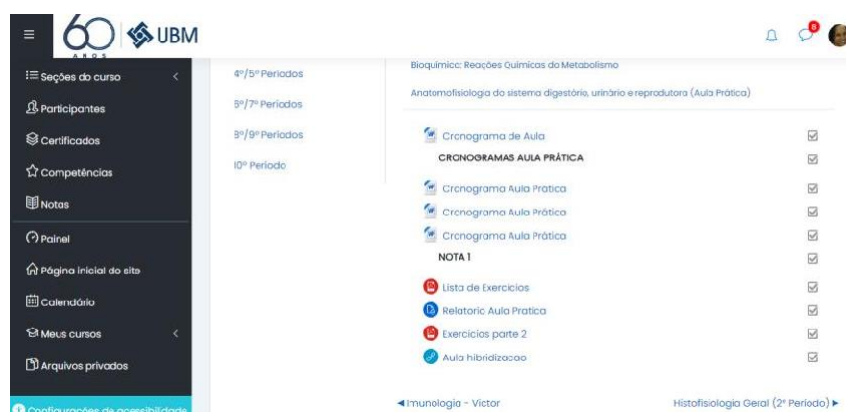 60
ANOS
UBM
8
Seções do curso
Participantes
Certificados
Competências
Notas
Painel
Página inicial do site
Calendário
Meus cursos
Arquivos privados
Configurações de acessibilidade
4º/5º Períodos
6º/7º Períodos
8º/9º Períodos
10º Período
Bioquímica: Reações Químicas do Metabolismo
Anatomofisiologia do sistema digestório, urinário e reprodutora (Aula Prática)
Cronograma de Aula
CRONOGRAMAS AULA PRÁTICA
Cronograma Aula Pratica
Cronograma Aula Prática
Cronograma Aula Prática
NOTA 1
Lista de Exercícios
Relatorio Aula Pratica
Exercicios parte 2
Aula hibridizacao
◄ Imunologia - Victor
Histofisiologia Geral (2º Período) ►